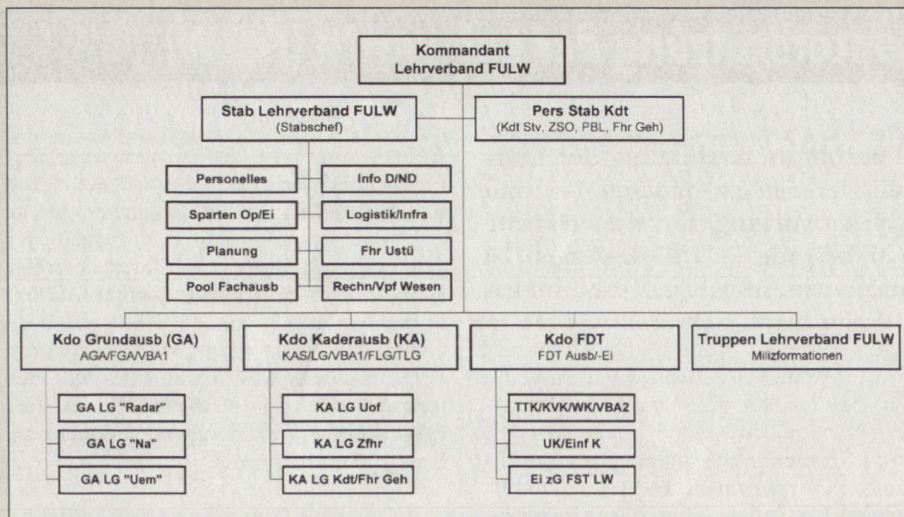 Kommandant
Lehrverband FULW
Stab Lehrverband FULW
(Stabschef)
Pers Stab Kdt
(Kdt Stv, ZSO, PBL, Fhr Geh)
Personelles
Info D/ND
Sparten Op/Ei
Logistik/Infra
Planung
Fhr Ustü
Pool Fachausb
Rechn/Vpf Wesen
Kdo Grundausb (GA)
AGA/FGA/VBA1
Kdo Kaderausb (KA)
KAS/LG/VBA1/FLG/TLG
Kdo FDT
FDT Ausb/-Ei
Truppen Lehrverband FULW
Milizformationen
GA LG "Radar"
GA LG "Na"
GA LG "Uem"
KA LG Uof
KA LG Zfhr
KA LG Kdt/Fhr Geh
TTK/KVK/WK/VBA2
UK/Einf K
Ei zG FST LW